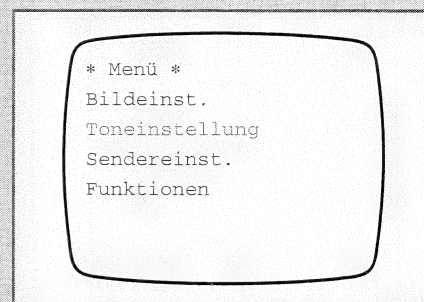 * Menü *
Bildeinst.
Toneinstellung
Sendereinst.
Funktionen